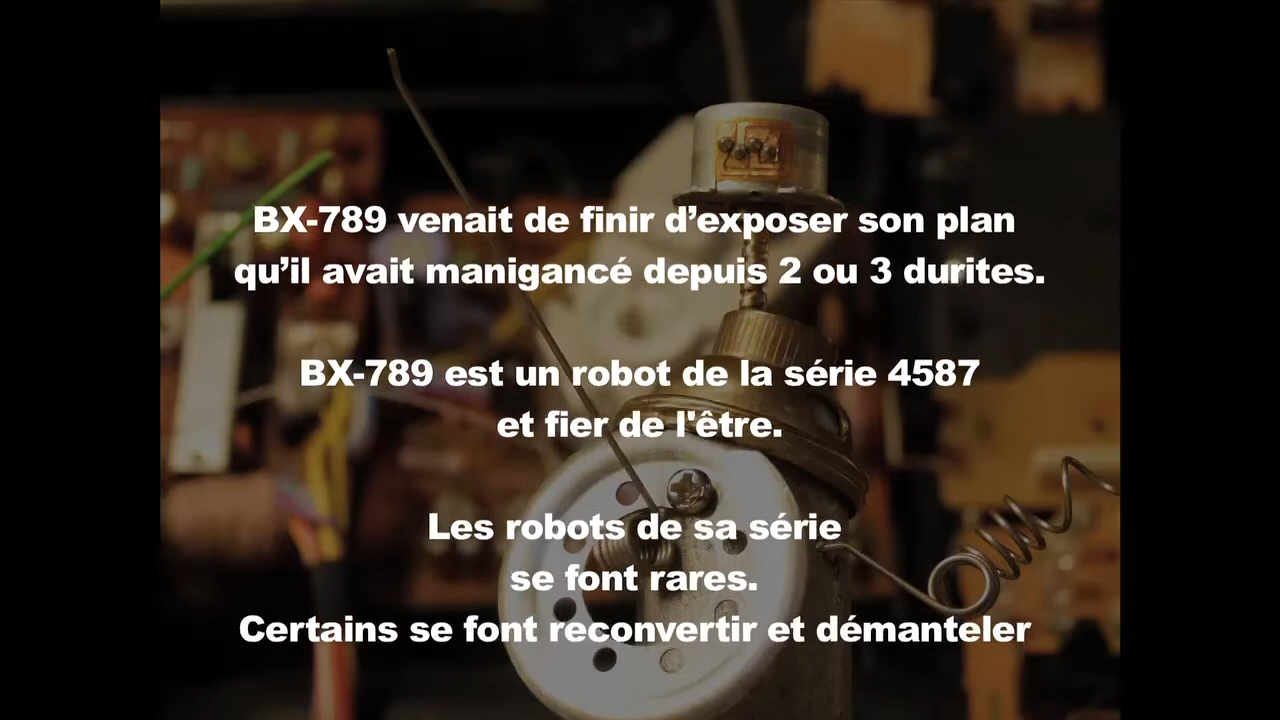 BX-789 venait de finir d’exposer son plan
qu’il avait manigancé depuis 2 ou 3 durites.
BX-789 est un robot de la série 4587
et fier de l'être.
Les robots de sa série
se font rares.
Certains se font reconvertir et démanteler